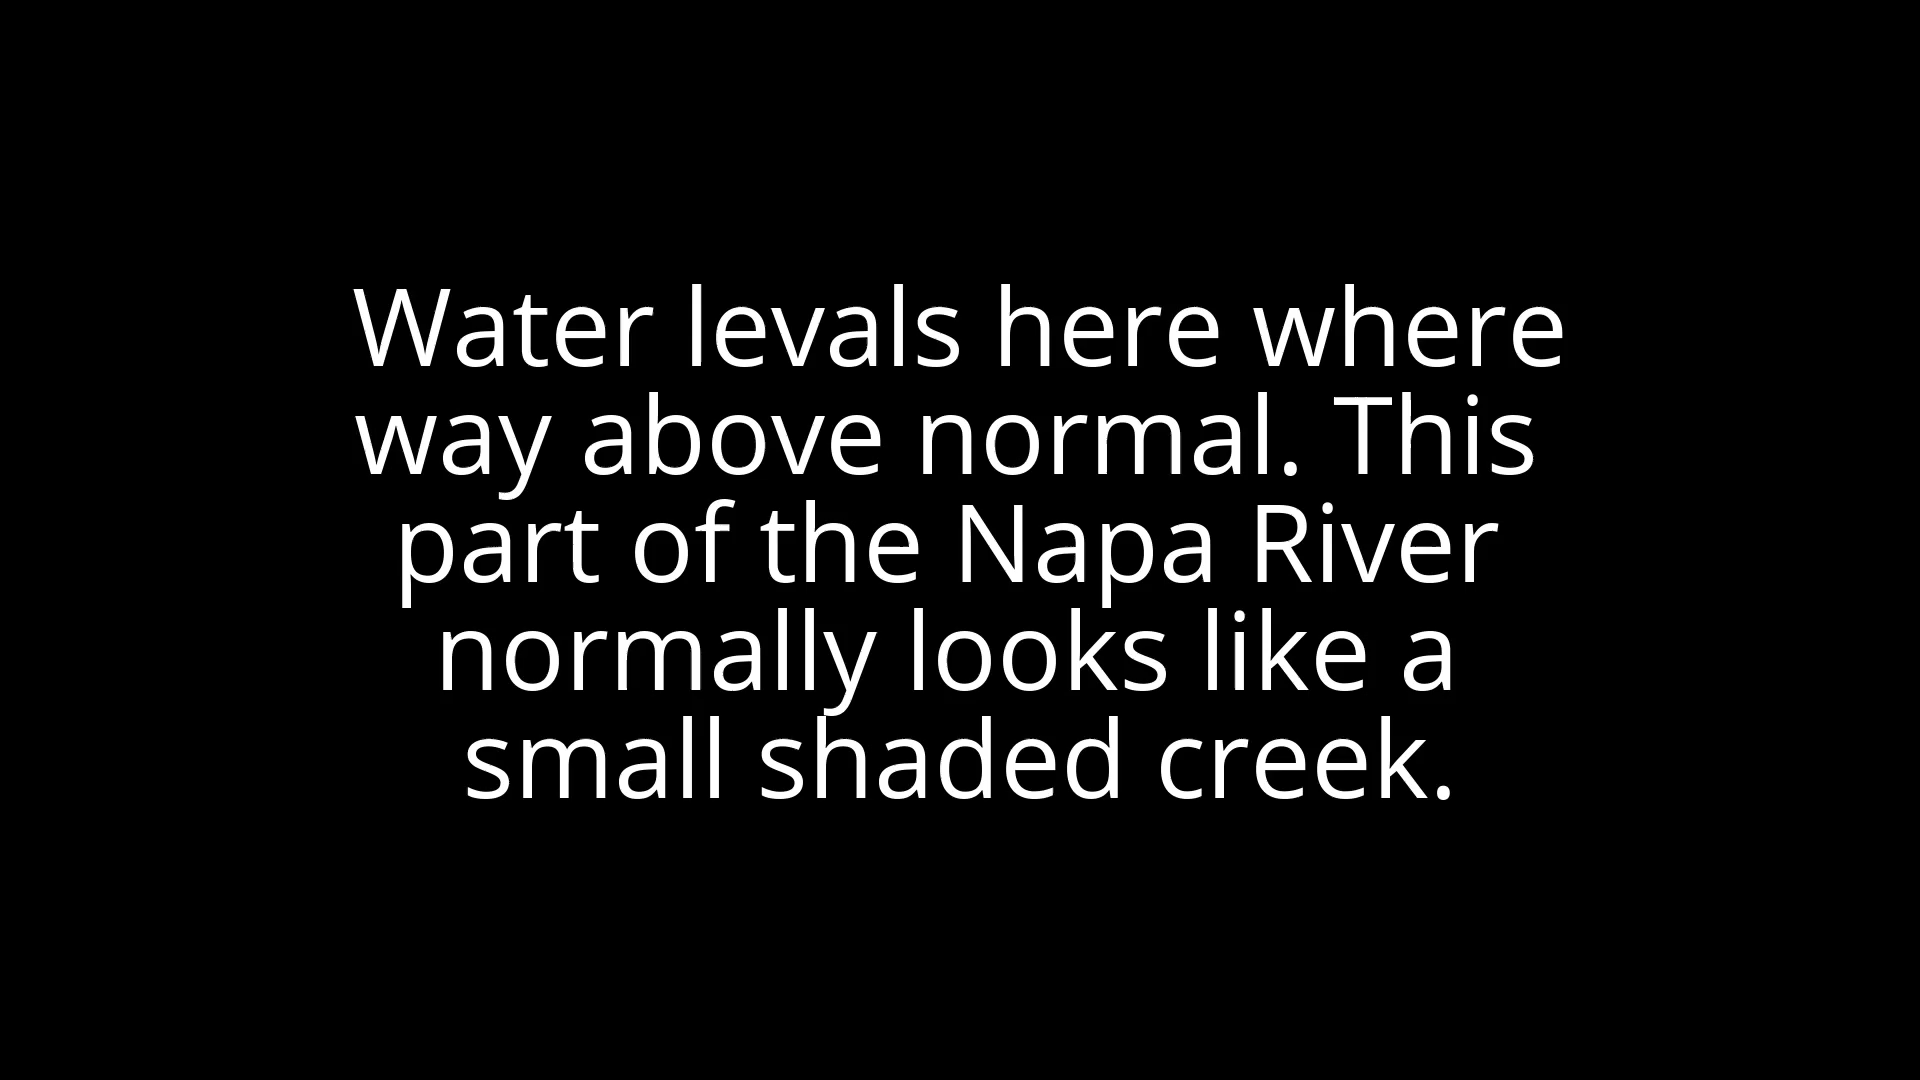 Water levals here where
way above normal. This
part of the Napa River
normally looks like a
small shaded creek.